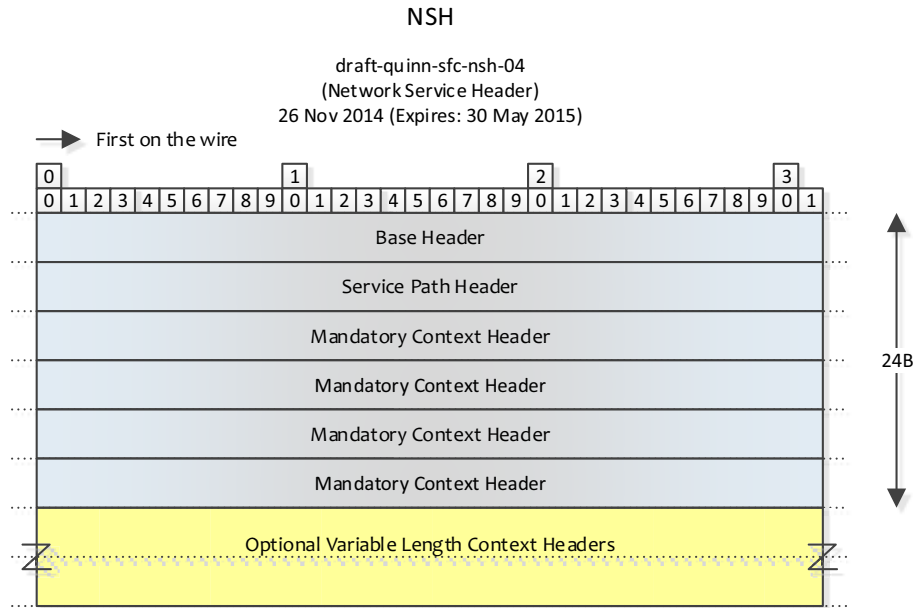 NSH
draft-quinn-sfc-nsh-04
(Network Service Header)
26 Nov 2014 (Expires: 30 May 2015)
First on the wire
0 1 2 3
0 1 2 3 4 5 6 7 8 9 0 1 2 3 4 5 6 7 8 9 0 1 2 3 4 5 6 7 8 9 0 1
Base Header
Service Path Header
Mandatory Context Header
24B
Mandatory Context Header
Mandatory Context Header
Mandatory Context Header
Optional Variable Length Context Headers